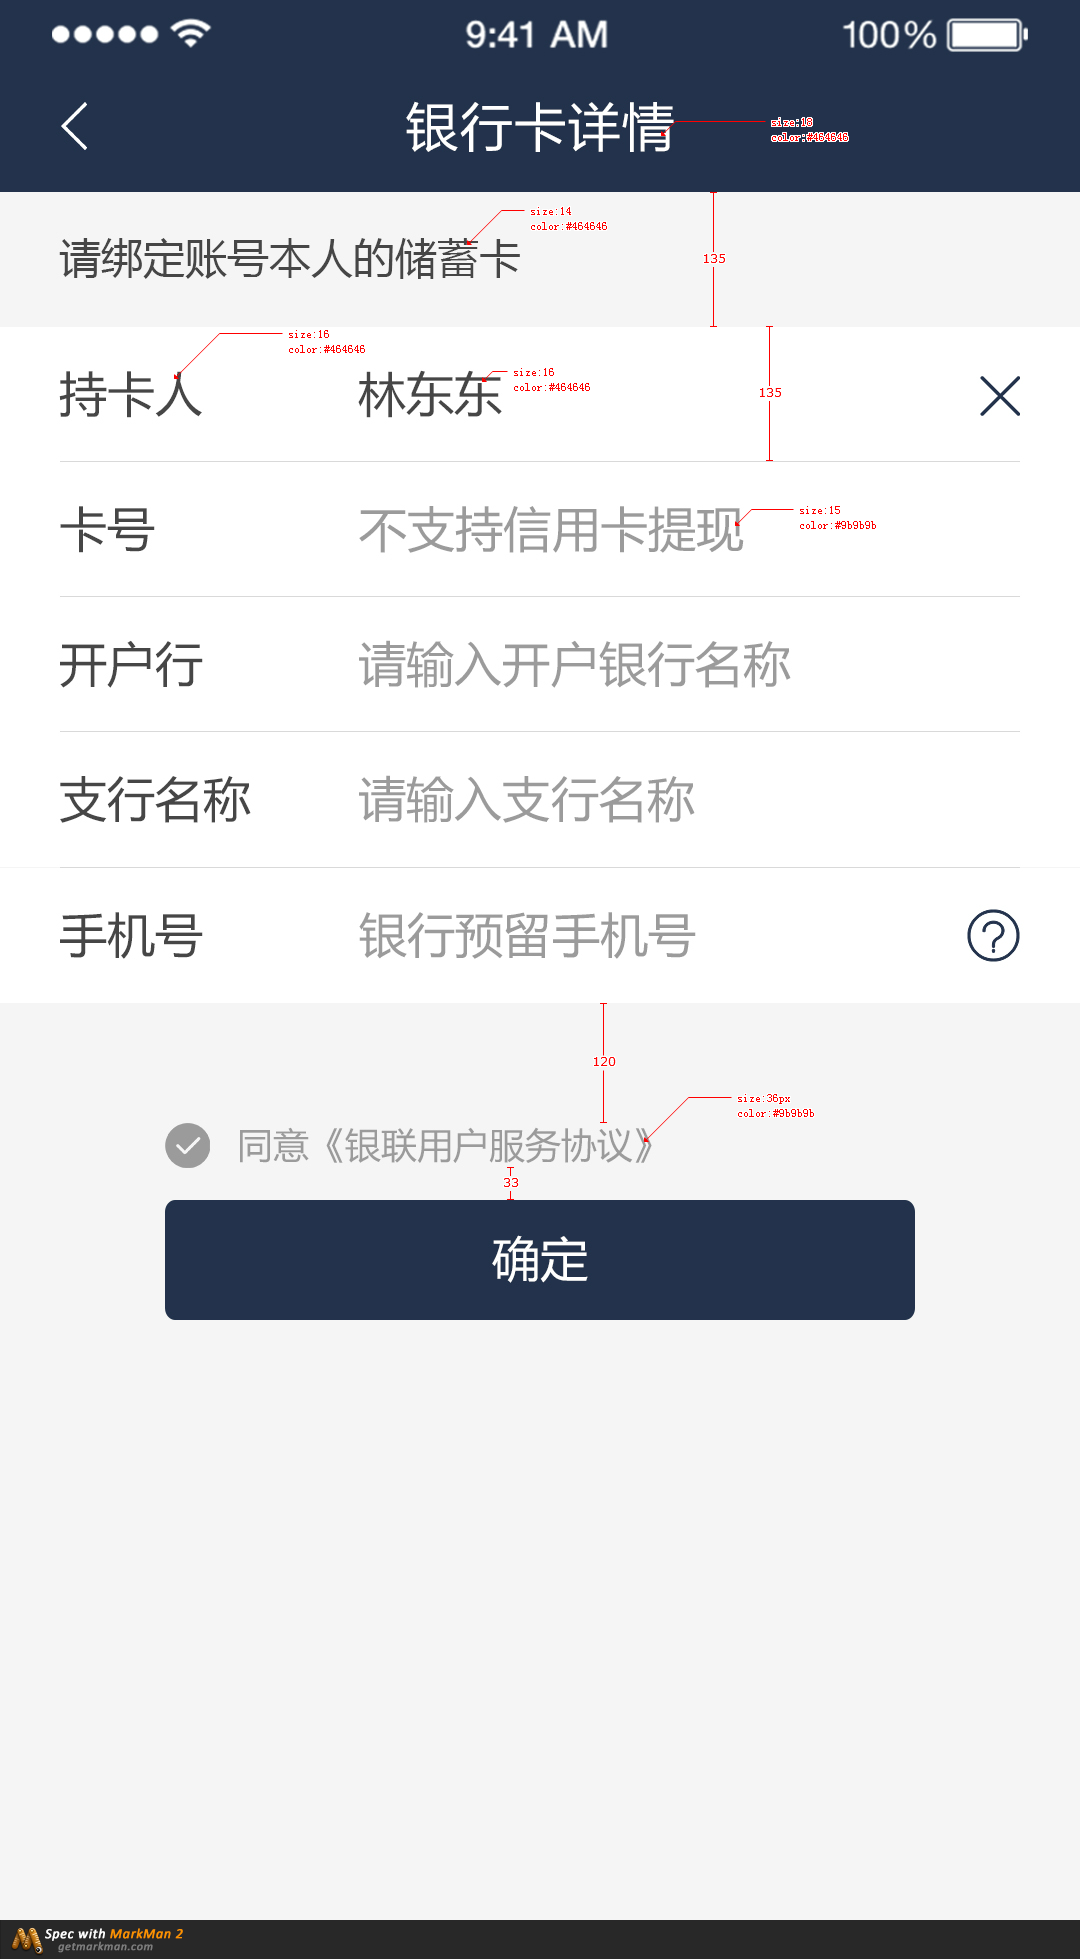 9:41 AM 100%
银行卡详情
size:18
color:#464646
size:14
color:#464646
请绑定账号本人的储蓄卡
135
size:16
color:#464646
持卡人 林东东
size:16
color:#464646
135
卡号 不支持信用卡提现
size:15
color:#9b9b9b
开户行 请输入开户银行名称
支行名称 请输入支行名称
手机号 银行预留手机号 ?
120
size:36px
color:#9b9b9b
同意《银联用户服务协议》
33
确定
Spec with MarkMan 2
getmarkman.com